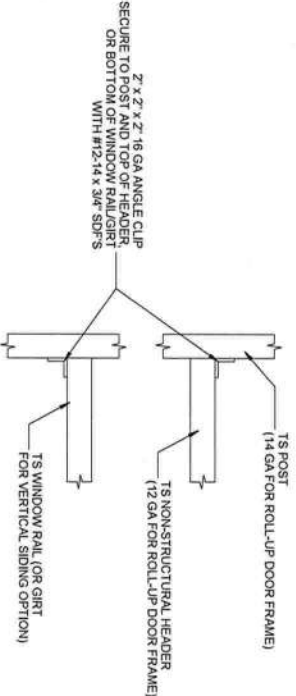 2" x 2" x 2" 16 GA ANGLE CLIP
SECURE TO POST AND TOP OF HEADER,
OR BOTTOM OF WINDOW RAIL/GIRT
WITH #12-14 x 3/4" SDF'S
TS POST
(14 GA FOR ROLL-UP DOOR FRAME)
TS NON-STRUCTURAL HEADER
(12 GA FOR ROLL-UP DOOR FRAME)
TS WINDOW RAIL (OR GIRT
FOR VERTICAL SIDING OPTION)